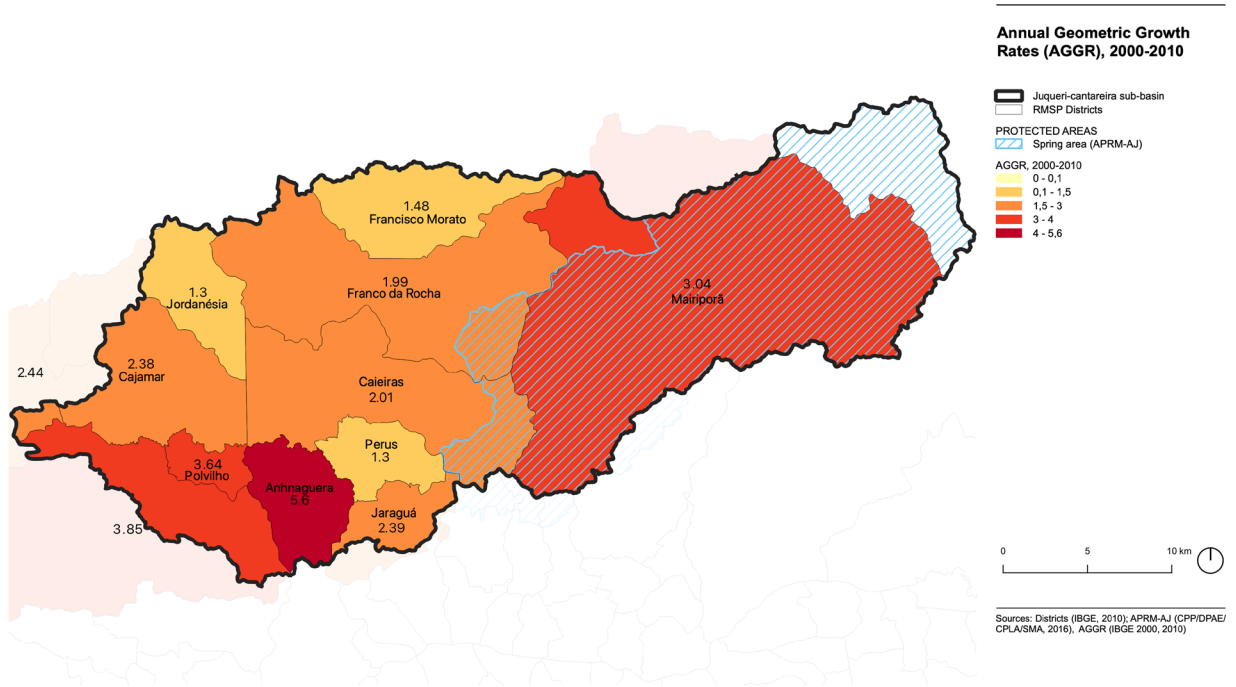 Annual Geometric Growth
Rates (AGGR), 2000-2010
Juqueri-cantareira sub-basin
RMSP Districts
PROTECTED AREAS
Spring area (APRM-AJ)
AGGR, 2000-2010
0 - 0,1
0,1 - 1,5
1,5 - 3
3 - 4
4 - 5,6
1.48
Francisco Morato
1.99
Franco da Rocha
3.04
Mairiporã
1.3
Jordanésia
2.44
2.38
Cajamar
Caieiras
2.01
Perus
1.3
3.64
Polvilho
Anhnaguera
5.6
Jaraguá
2.39
3.85
0 5 10 km
Sources: Districts (IBGE, 2010); APRM-AJ (CPP/DPAE/
CPLA/SMA, 2016), AGGR (IBGE 2000, 2010)